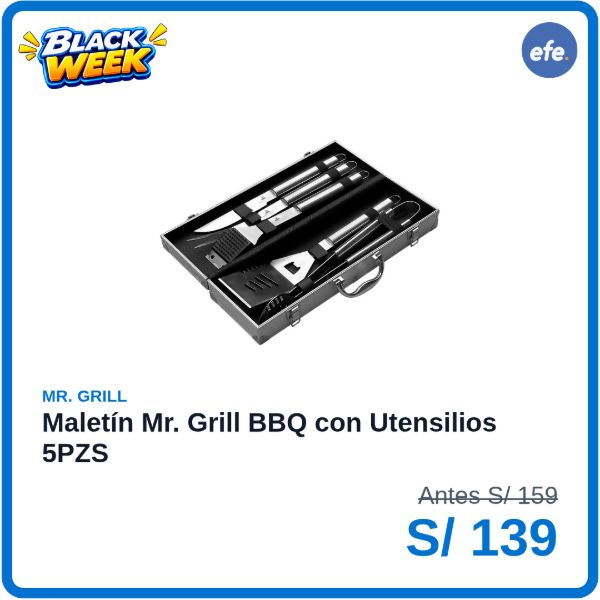 BLACK
WEEK
efe.
MR. GRILL
Maletín Mr. Grill BBQ con Utensilios
5PZS
Antes S/ 159
S/ 139